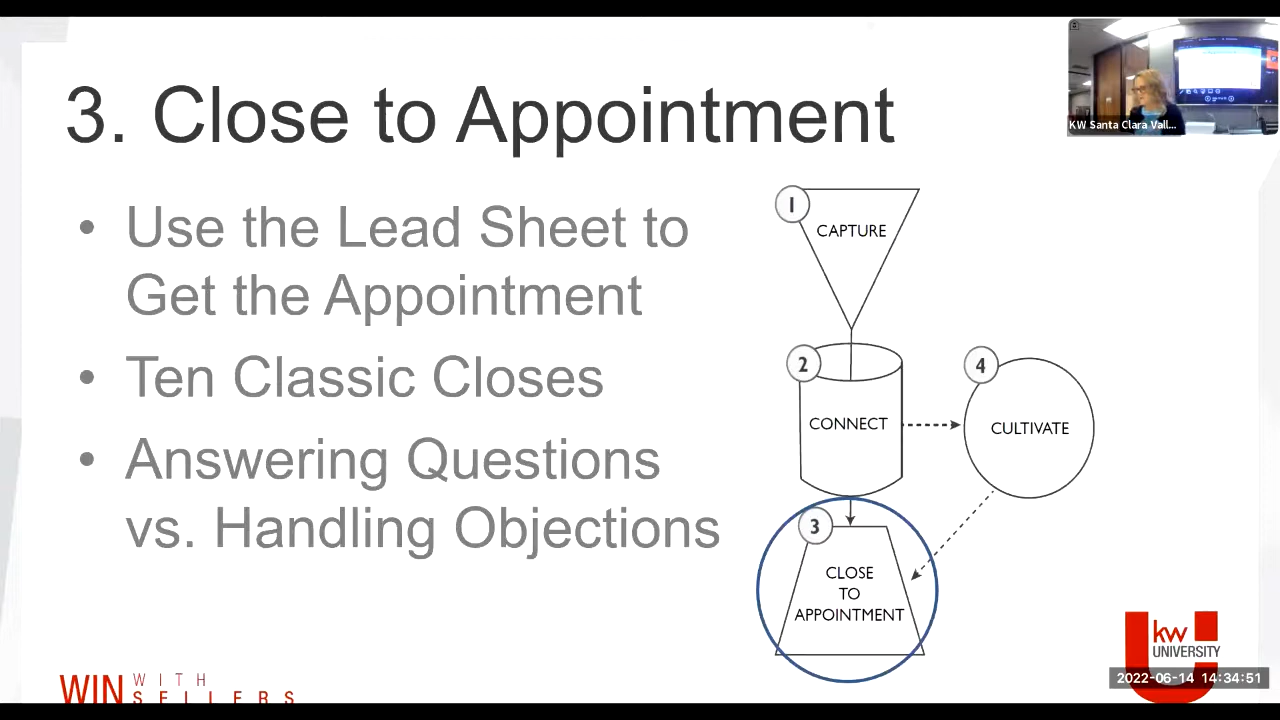 3. Close to Appointment
KW Santa Clara Vall...
• Use the Lead Sheet to
Get the Appointment
• Ten Classic Closes
• Answering Questions
vs. Handling Objections
1
CAPTURE
2
CONNECT
4
CULTIVATE
3
CLOSE
TO
APPOINTMENT
WIN WITH
SELLERS
kw
UNIVERSITY
2022-06-14 14:34:51